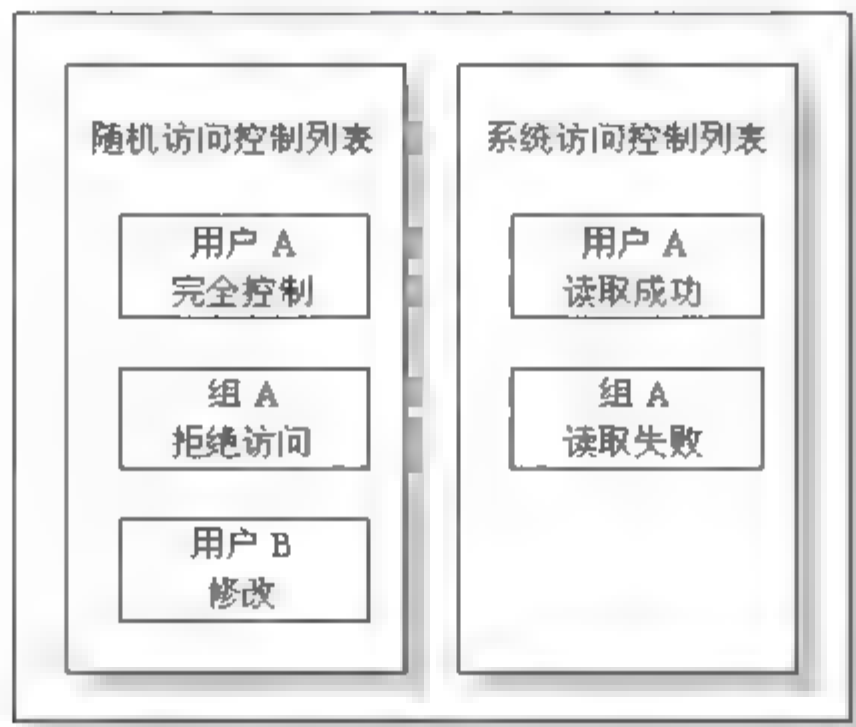 随机访问控制列表
用户 A
完全控制
组 A
拒绝访问
用户 B
修改
系统访问控制列表
用户 A
读取成功
组 A
读取失败